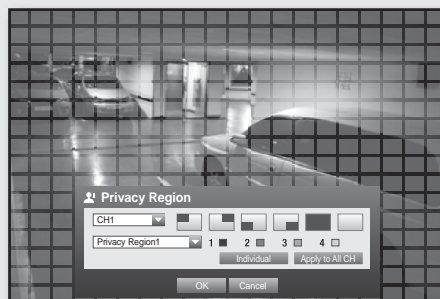 Privacy Region
CH1
Privacy Region1 1 2 3 4
Individual Apply to All CH
OK Cancel